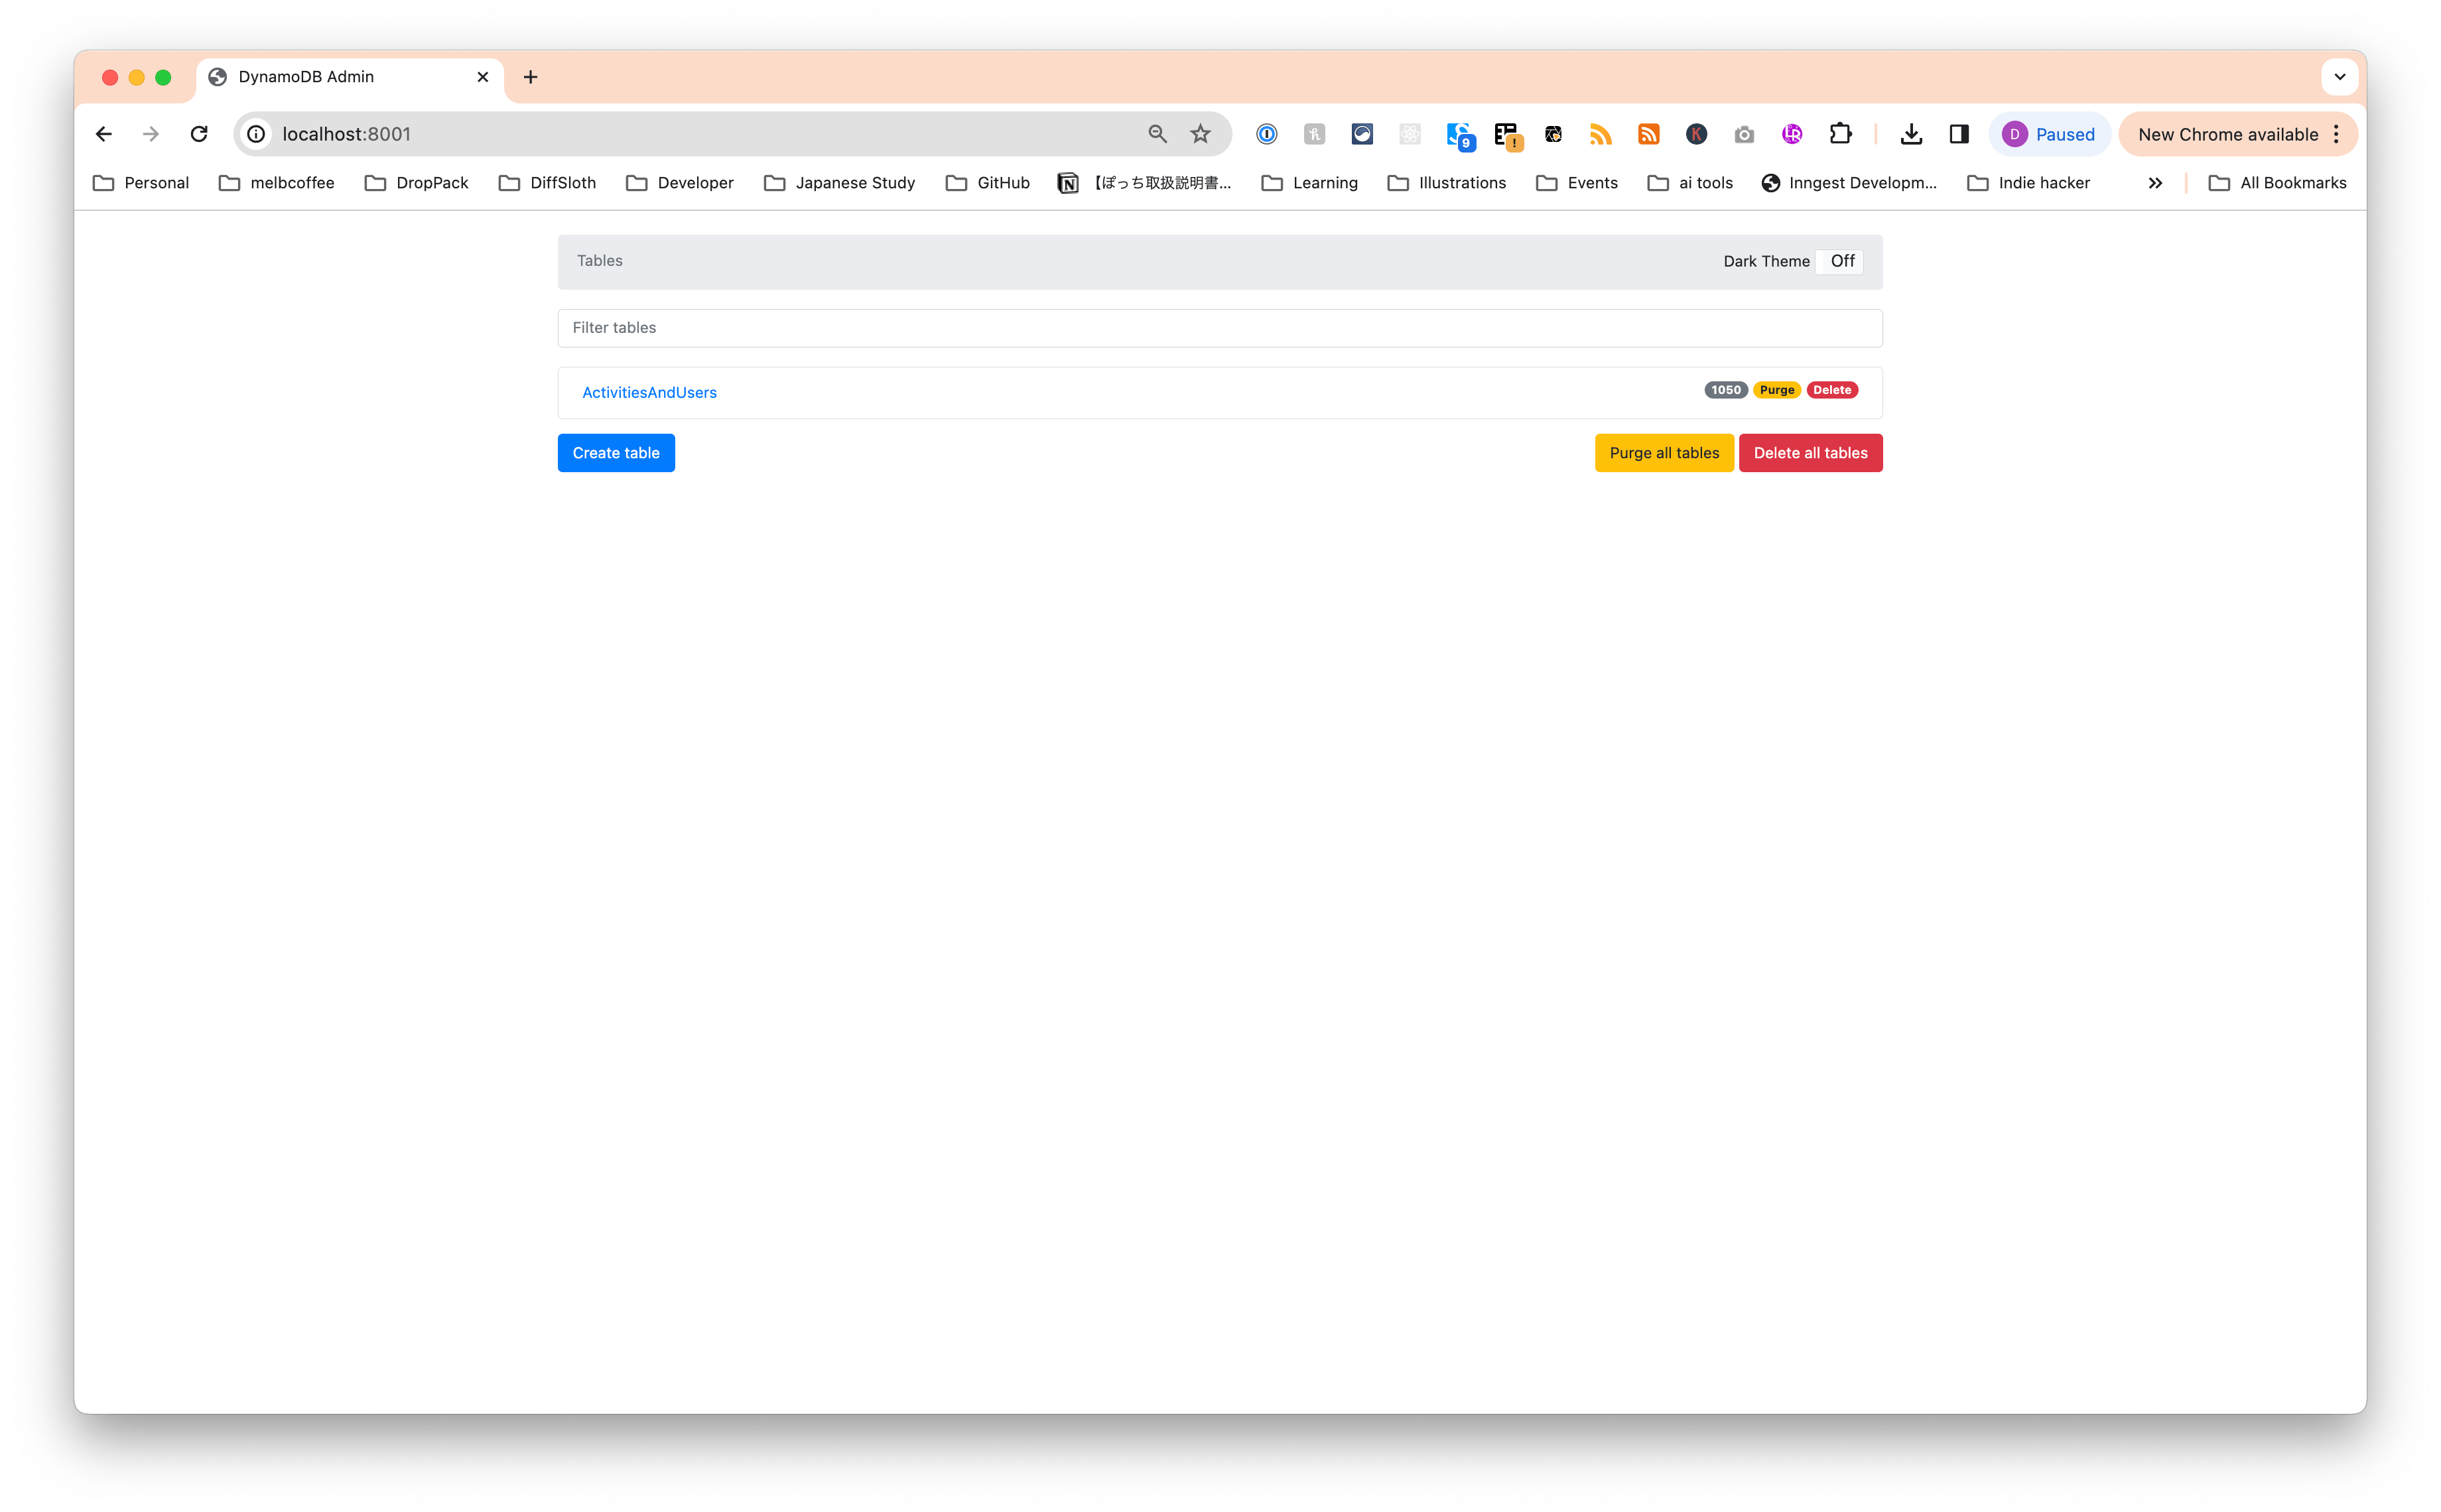 DynamoDB Admin
localhost:8001
9
!
K
D
Paused
New Chrome available
Personal
melbcoffee
DropPack
DiffSloth
Developer
Japanese Study
GitHub
【ぼっち取扱説明書...
Learning
Illustrations
Events
ai tools
Inngest Developm...
Indie hacker
All Bookmarks
Tables
Dark Theme Off
Filter tables
ActivitiesAndUsers
1050 Purge Delete
Create table
Purge all tables Delete all tables